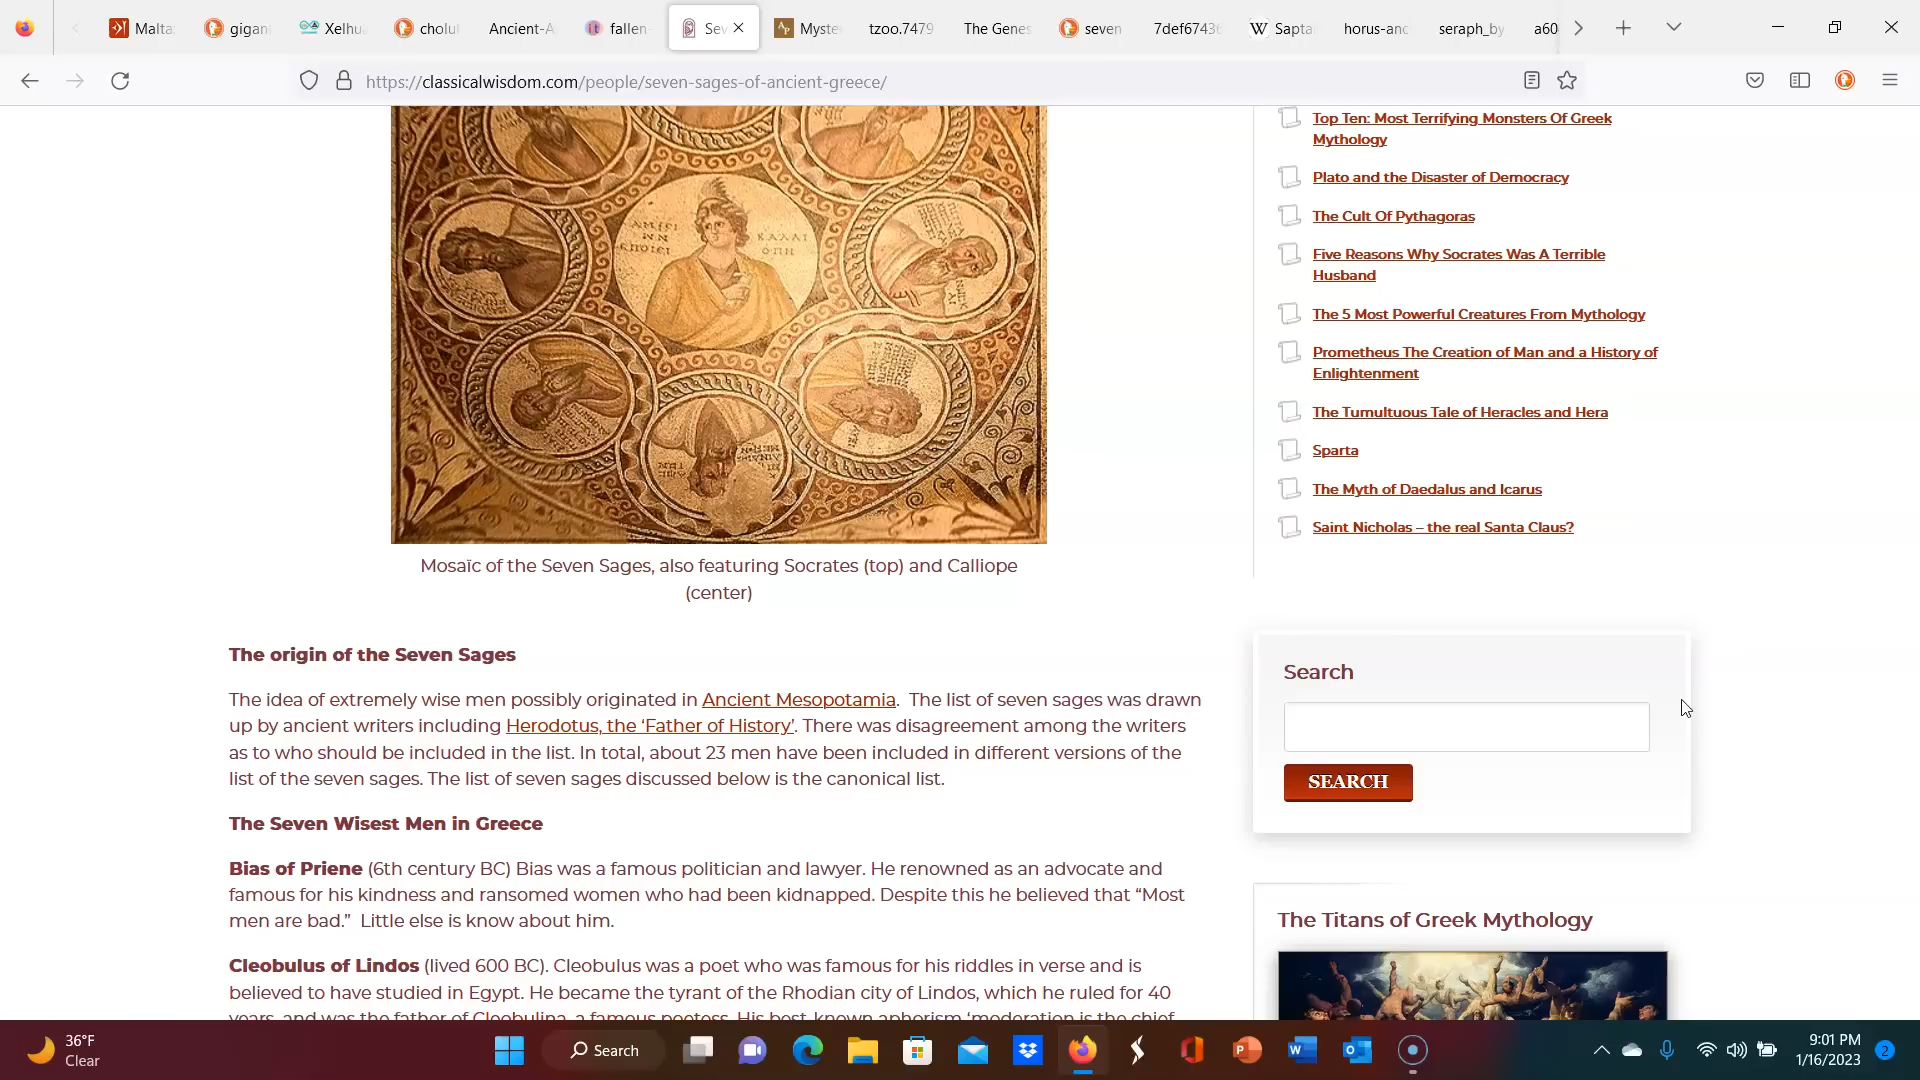 Malta:
gigan
Xelhu
cholul
Ancient-A
fallen-
Sev
Myste
tzoo.7479
The Genes
seven
7def67436
Sapta
horus-anc
seraph_by
a60
https://classicalwisdom.com/people/seven-sages-of-ancient-greece/
ΚΑΛΛΙ
ΟΠΗ
Mosaïc of the Seven Sages, also featuring Socrates (top) and Calliope
(center)
The origin of the Seven Sages
The idea of extremely wise men possibly originated in Ancient Mesopotamia.  The list of seven sages was drawn
up by ancient writers including Herodotus, the ‘Father of History’. There was disagreement among the writers
as to who should be included in the list. In total, about 23 men have been included in different versions of the
list of the seven sages. The list of seven sages discussed below is the canonical list.
The Seven Wisest Men in Greece
Bias of Priene (6th century BC) Bias was a famous politician and lawyer. He renowned as an advocate and
famous for his kindness and ransomed women who had been kidnapped. Despite this he believed that “Most
men are bad.”  Little else is know about him.
Cleobulus of Lindos (lived 600 BC). Cleobulus was a poet who was famous for his riddles in verse and is
believed to have studied in Egypt. He became the tyrant of the Rhodian city of Lindos, which he ruled for 40
years, and was the father of Cleobulina, a famous poetess. His best-known aphorism ‘moderation is the chief
Top Ten: Most Terrifying Monsters Of Greek
Mythology
Plato and the Disaster of Democracy
The Cult Of Pythagoras
Five Reasons Why Socrates Was A Terrible
Husband
The 5 Most Powerful Creatures From Mythology
Prometheus The Creation of Man and a History of
Enlightenment
The Tumultuous Tale of Heracles and Hera
Sparta
The Myth of Daedalus and Icarus
Saint Nicholas – the real Santa Claus?
Search
SEARCH
The Titans of Greek Mythology
36°F
Clear
Search
9:01 PM
1/16/2023
2